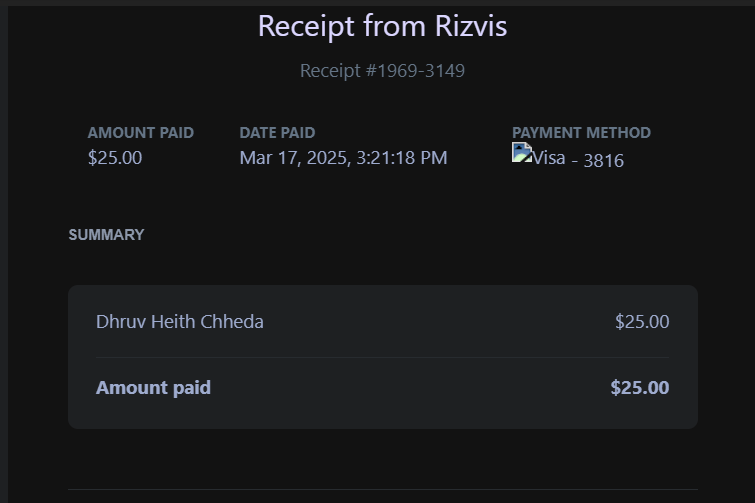 Receipt from Rizvis
Receipt #1969-3149
AMOUNT PAID DATE PAID PAYMENT METHOD
$25.00 Mar 17, 2025, 3:21:18 PM Visa - 3816
SUMMARY
Dhruv Heith Chheda $25.00
Amount paid $25.00